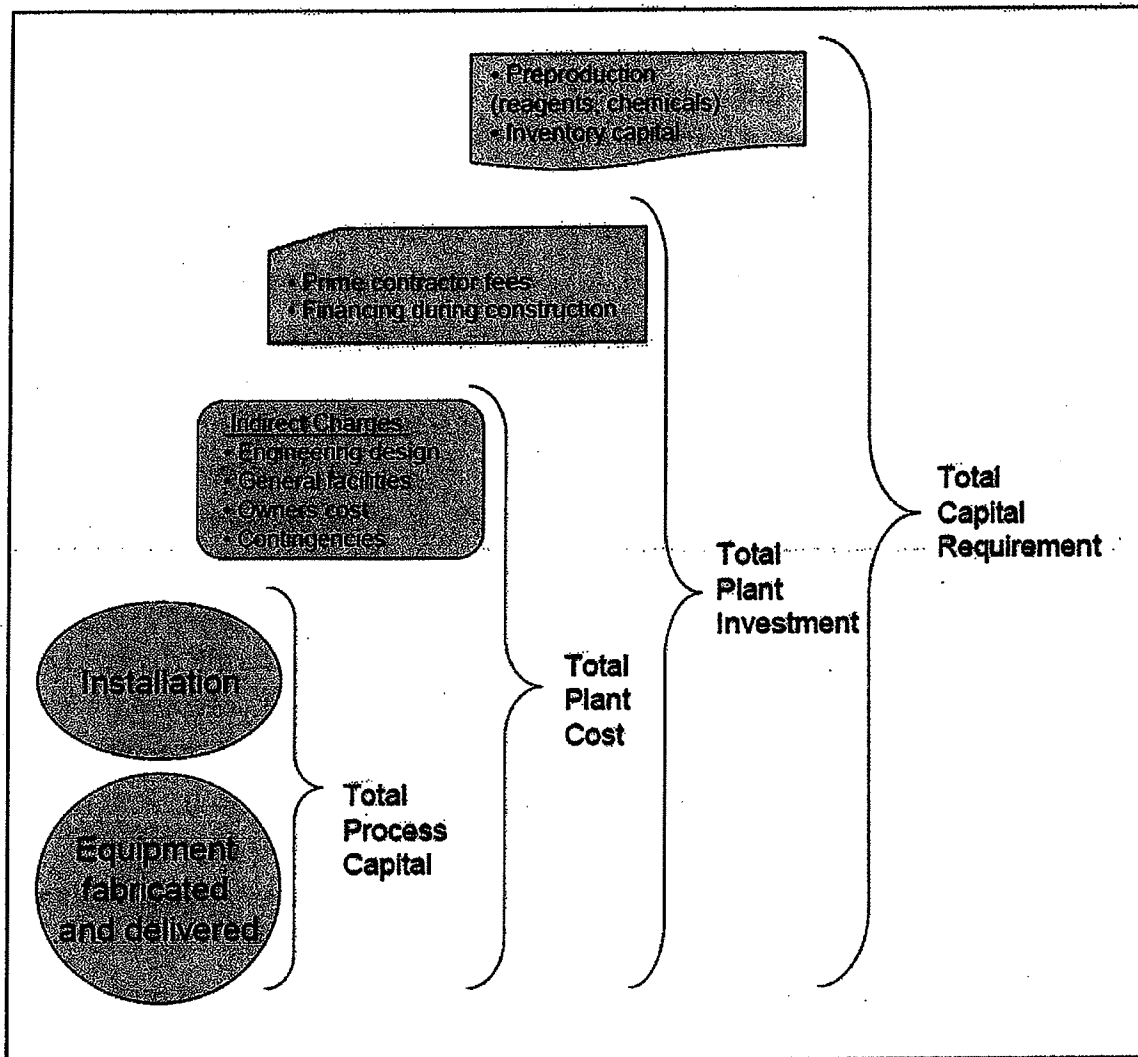 • Preproduction
(reagents, chemicals)
• Inventory capital
• Prime contractor fees
• Financing during construction
Indirect Charges
• Engineering design
• General facilities
• Owners cost
• Contingencies
Total
Capital
Requirement
Total
Plant
Investment
Installation
Total
Plant
Cost
Equipment
fabricated
and delivered
Total
Process
Capital